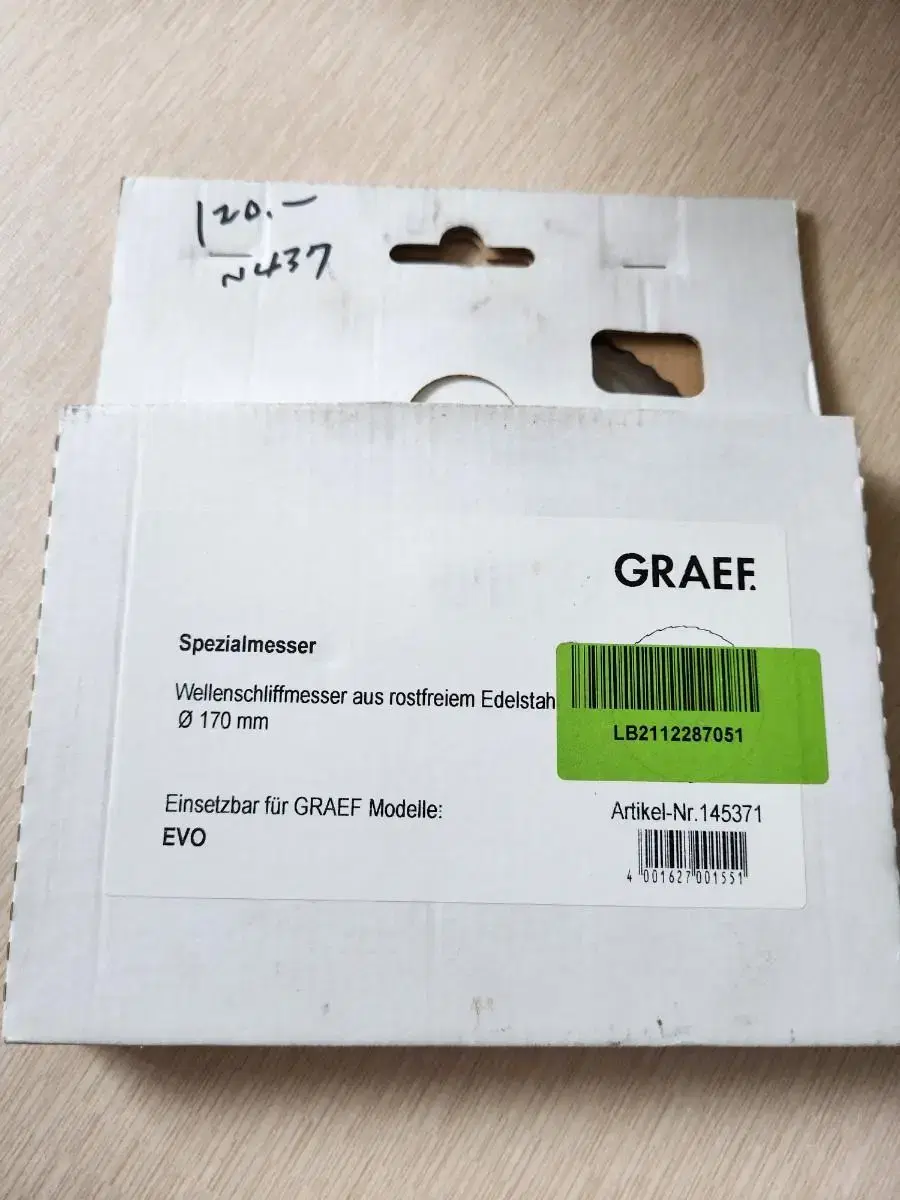 120.-
N437
GRAEF.
Spezialmesser
Wellenschliffmesser aus rostfreiem Edelstah
Ø 170 mm
LB2112287051
Einsetzbar für GRAEF Modelle:
EVO
Artikel-Nr.145371
4 001627 001551